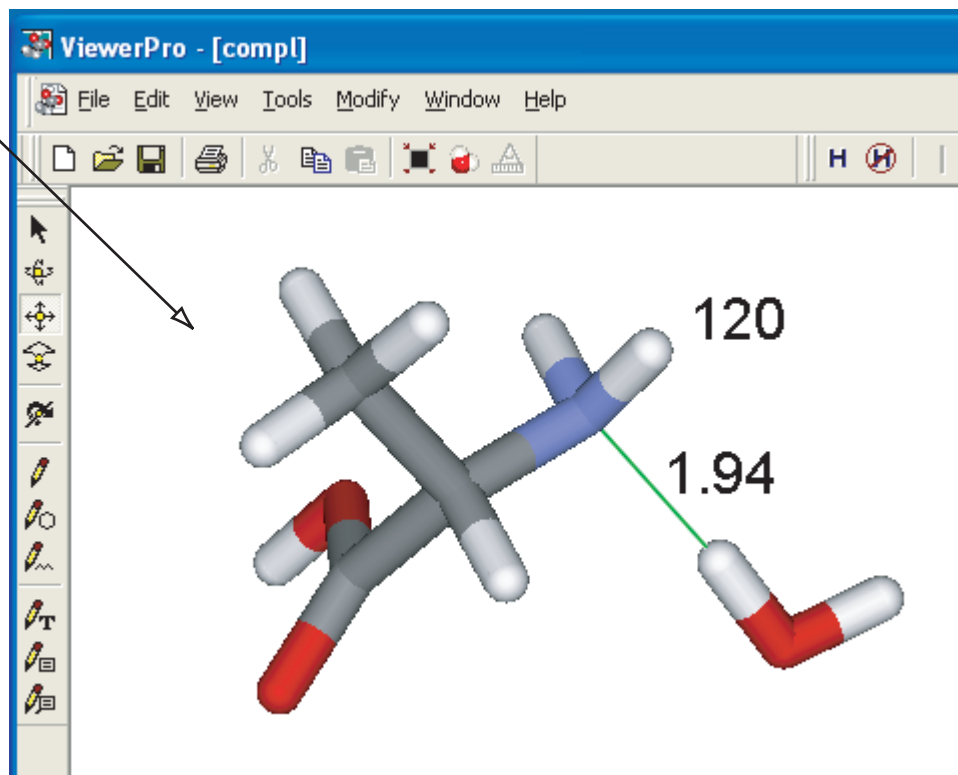 ViewerPro - [compl]
File Edit View Tools Modify Window Help
H H
120
1.94
T